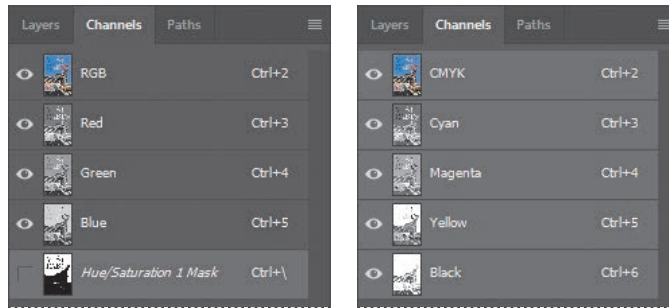 Layers Channels Paths
RGB Ctrl+2
Red Ctrl+3
Green Ctrl+4
Blue Ctrl+5
Hue/Saturation 1 Mask Ctrl+\
Layers Channels Paths
CMYK Ctrl+2
Cyan Ctrl+3
Magenta Ctrl+4
Yellow Ctrl+5
Black Ctrl+6